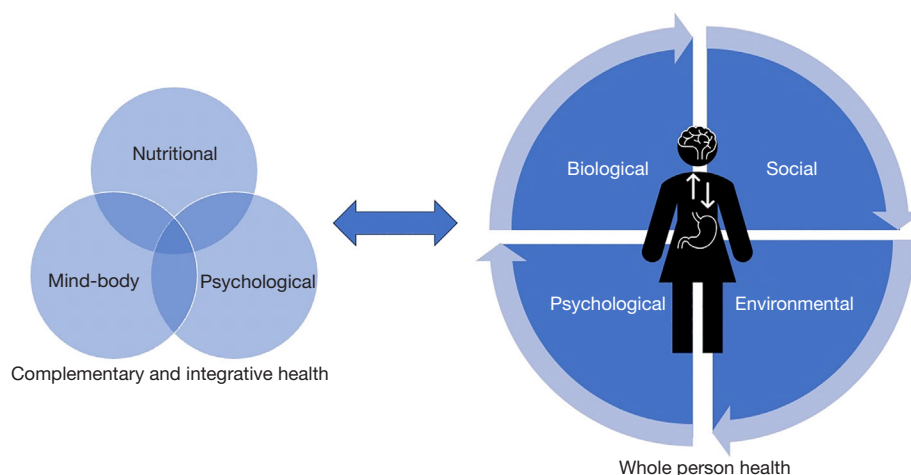 Nutritional
Mind-body
Psychological
Complementary and integrative health
Biological
Social
Psychological
Environmental
Whole person health